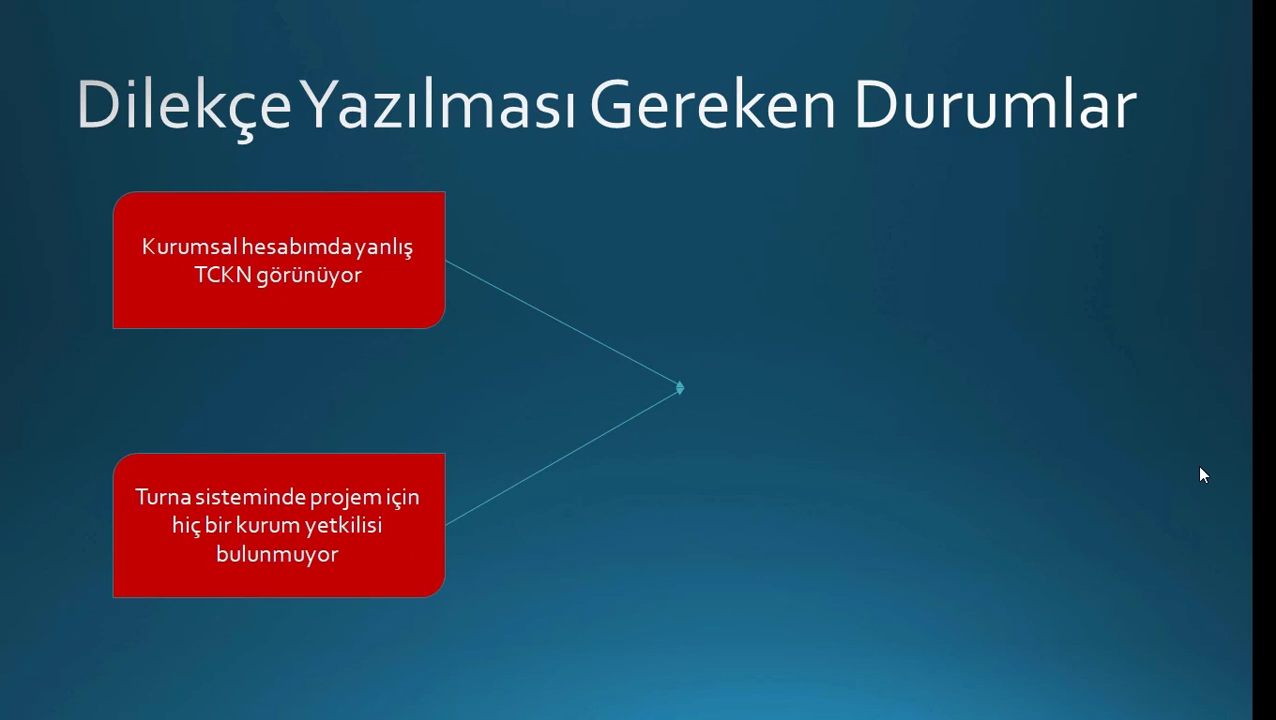 Dilekçe Yazılması Gereken Durumlar
Kurumsal hesabımda yanlış
TCKN görünüyor
Turna sisteminde projem için
hiç bir kurum yetkilisi
bulunmuyor